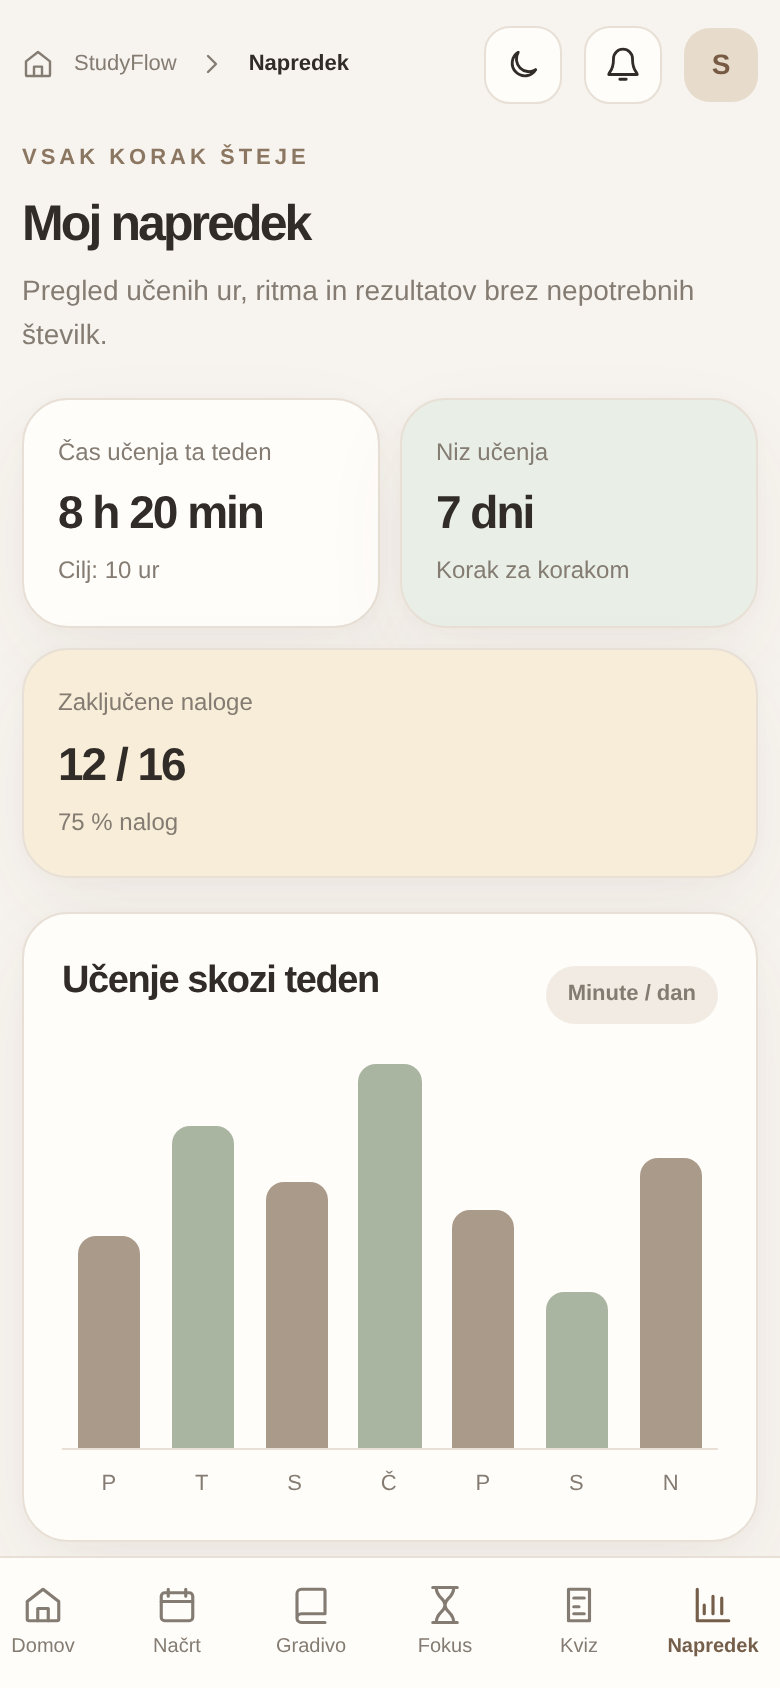 StudyFlow > Napredek
S
VSAK KORAK ŠTEJE
Moj napredek
Pregled učenih ur, ritma in rezultatov brez nepotrebnih
številk.
Čas učenja ta teden
8 h 20 min
Cilj: 10 ur
Niz učenja
7 dni
Korak za korakom
Zaključene naloge
12 / 16
75 % nalog
Učenje skozi teden
Minute / dan
P T S Č P S N
Domov Načrt Gradivo Fokus Kviz Napredek